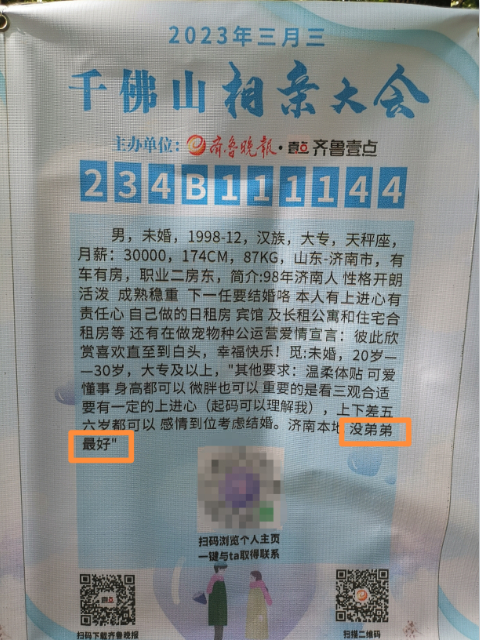 2023年三月三
千佛山相亲大会
主办单位：齐鲁晚报·壹点 齐鲁壹点
234B111144
男，未婚，1998-12，汉族，大专，天秤座，
月薪：30000，174CM，87KG，山东-济南市，有
车有房，职业二房东，简介:98年济南人 性格开朗
活泼 成熟稳重 下一任要结婚咯 本人有上进心有
责任心 自己做的日租房 宾馆 及长租公寓和住宅合
租房等 还有在做宠物种公运营爱情宣言：彼此欣
赏喜欢直至到白头，幸福快乐！觅:未婚，20岁—
—30岁，大专及以上，"其他要求：温柔体贴 可爱
懂事 身高都可以 微胖也可以 重要的是看三观合适
要有一定的上进心（起码可以理解我），上下差五
六岁都可以 感情到位考虑结婚。济南本地 没弟弟
最好"
扫码浏览个人主页
一键与ta取得联系
扫码下载齐鲁晚报
扫描二维码